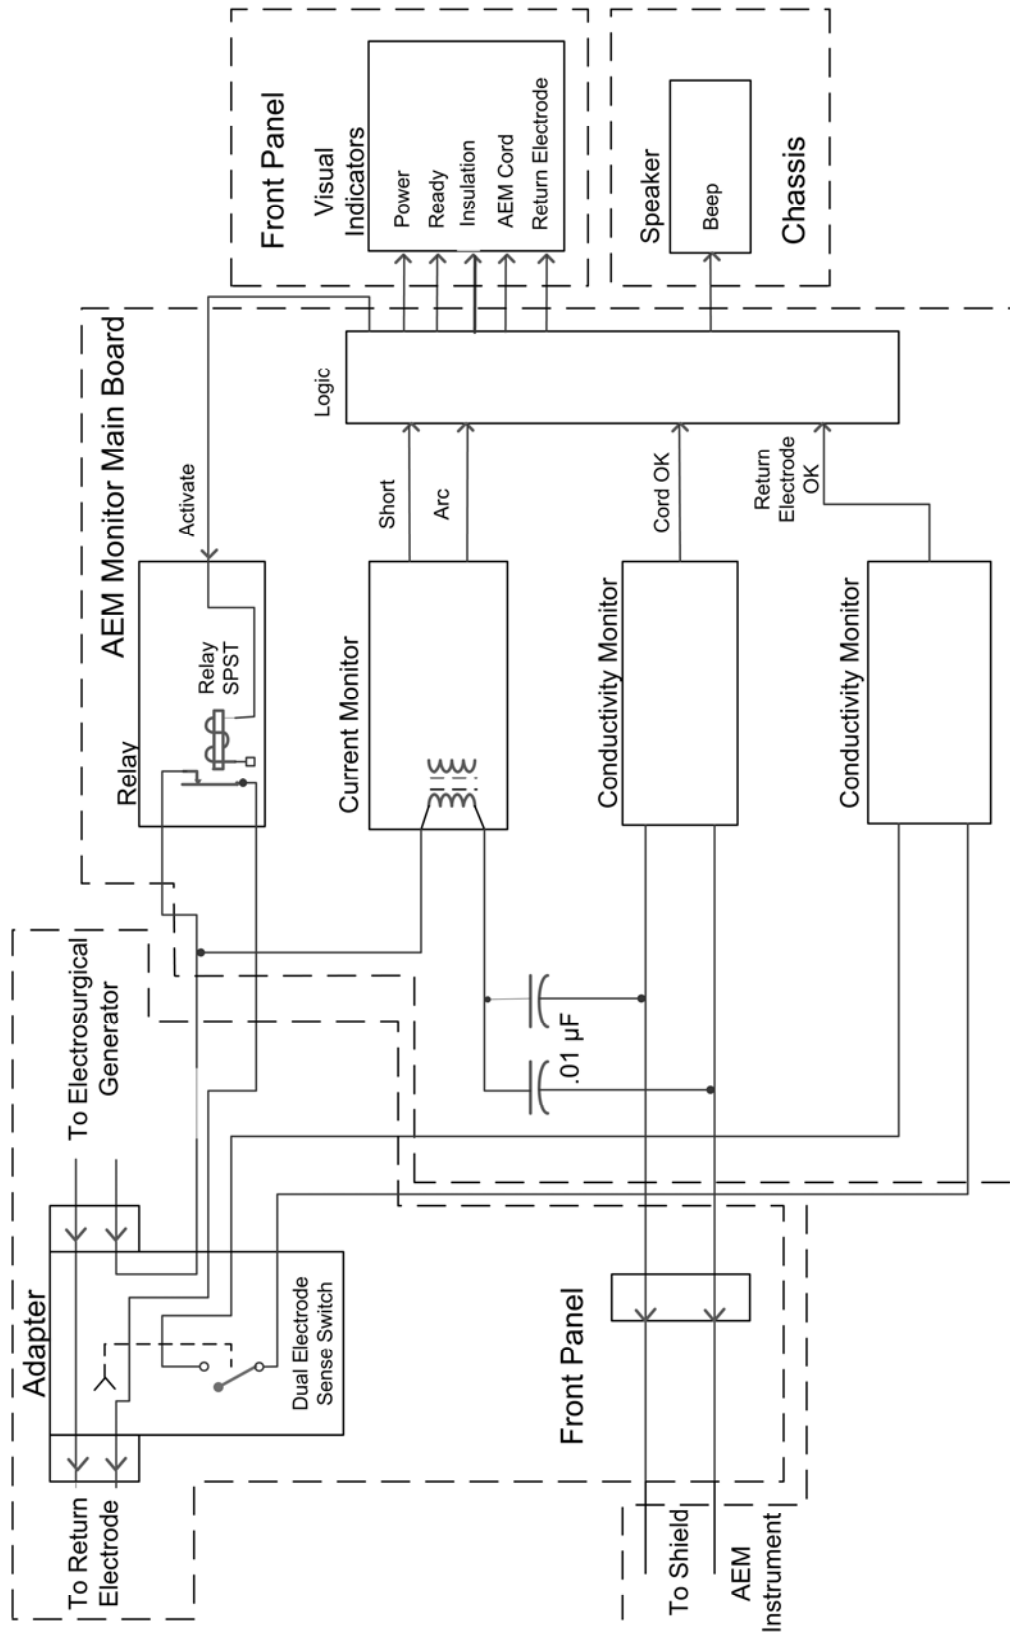 To Return
Electrode
Adapter
To Electrosurgical
Generator
Dual Electrode
Sense Switch
Front Panel
To Shield
AEM
Instrument
AEM Monitor Main Board
Relay
Relay
SPST
Activate
Current Monitor
Short
Arc
.01 µF
Conductivity Monitor
Cord OK
Conductivity Monitor
Return
Electrode
OK
Logic
Front Panel
Visual
Indicators
Power
Ready
Insulation
AEM Cord
Return Electrode
Speaker
Beep
Chassis